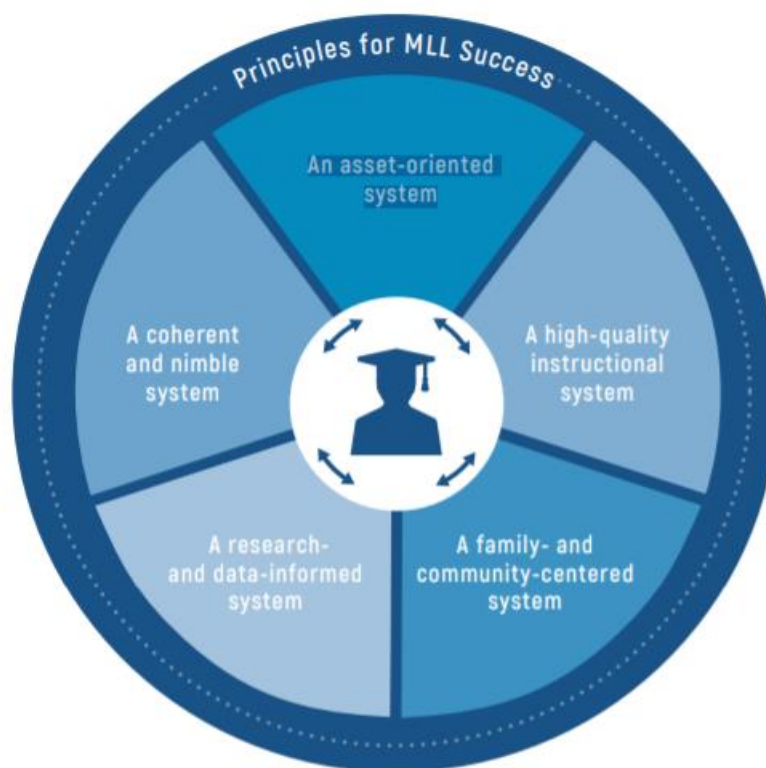 Principles for MLL Success
An asset-oriented
system
A high-quality
instructional
system
A family- and
community-centered
system
A research-
and data-informed
system
A coherent
and nimble
system